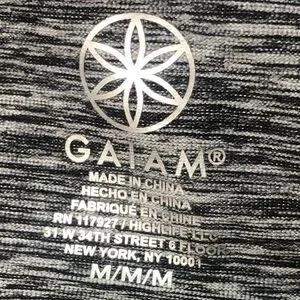 GAIAM®
MADE IN CHINA
HECHO EN CHINA
FABRIQUÉ EN CHINE
RN 117927 / HIGHLIFE LLC
31 W 34TH STREET 6 FLOOR
NEW YORK, NY 10001
M/M/M